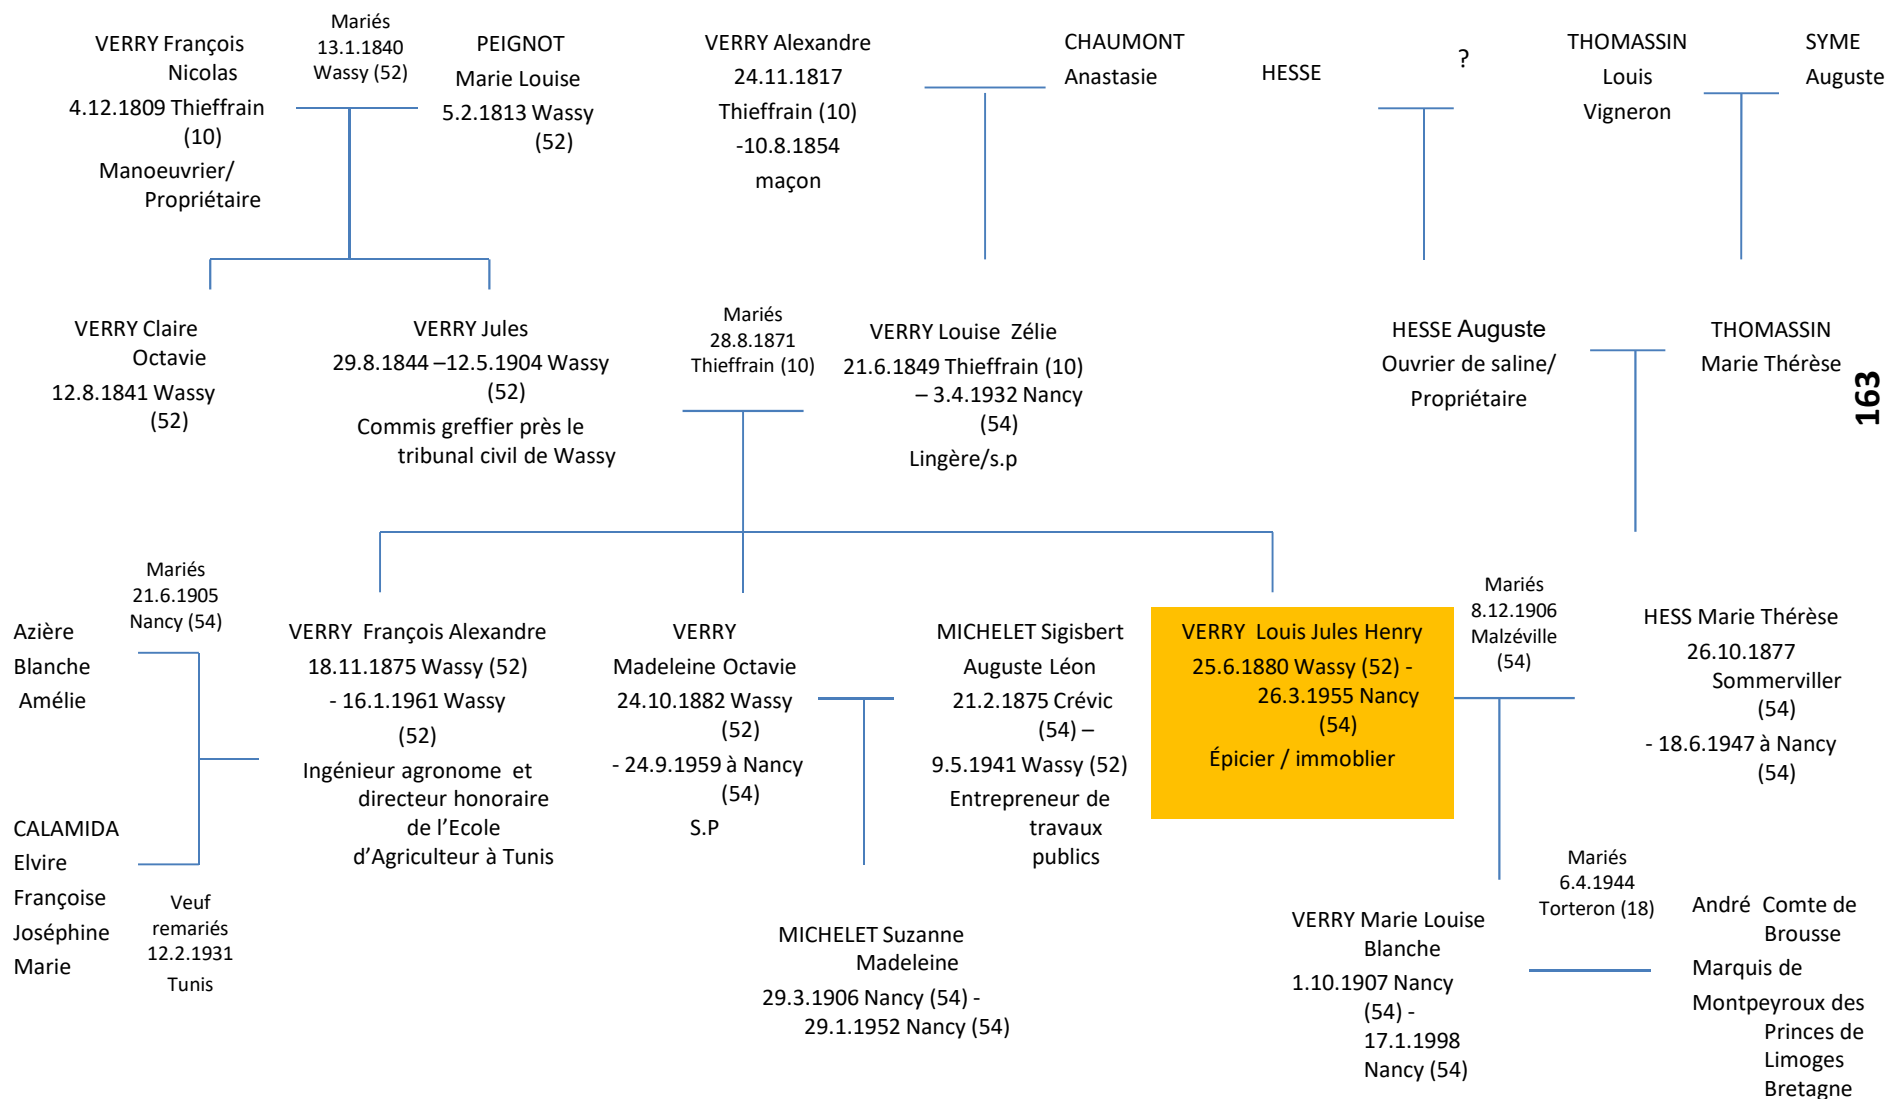 VERRY François
Nicolas
4.12.1809 Thieffrain
(10)
Manoeuvrier/
Propriétaire
Mariés
13.1.1840
Wassy (52)
PEIGNOT
Marie Louise
5.2.1813 Wassy
(52)
VERRY Alexandre
24.11.1817
Thieffrain (10)
-10.8.1854
maçon
CHAUMONT
Anastasie
HESSE
?
THOMASSIN
Louis
Vigneron
SYME
Auguste
VERRY Claire
Octavie
12.8.1841 Wassy
(52)
VERRY Jules
29.8.1844 –12.5.1904 Wassy
(52)
Commis greffier près le
tribunal civil de Wassy
Mariés
28.8.1871
Thieffrain (10)
VERRY Louise Zélie
21.6.1849 Thieffrain (10)
– 3.4.1932 Nancy
(54)
Lingère/s.p
HESSE Auguste
Ouvrier de saline/
Propriétaire
THOMASSIN
Marie Thérèse
163
Azière
Blanche
Amélie
Mariés
21.6.1905
Nancy (54)
CALAMIDA
Elvire
Françoise
Joséphine
Marie
Veuf
remariés
12.2.1931
Tunis
VERRY François Alexandre
18.11.1875 Wassy (52)
- 16.1.1961 Wassy
(52)
Ingénieur agronome et
directeur honoraire
de l’Ecole
d’Agriculteur à Tunis
VERRY
Madeleine Octavie
24.10.1882 Wassy
(52)
- 24.9.1959 à Nancy
(54)
S.P
MICHELET Sigisbert
Auguste Léon
21.2.1875 Crévic
(54) –
9.5.1941 Wassy (52)
Entrepreneur de
travaux
publics
VERRY Louis Jules Henry
25.6.1880 Wassy (52) -
26.3.1955 Nancy
(54)
Épicier / immoblier
Mariés
8.12.1906
Malzéville
(54)
HESS Marie Thérèse
26.10.1877
Sommerviller
(54)
- 18.6.1947 à Nancy
(54)
MICHELET Suzanne
Madeleine
29.3.1906 Nancy (54) -
29.1.1952 Nancy (54)
VERRY Marie Louise
Blanche
1.10.1907 Nancy
(54) -
17.1.1998
Nancy (54)
Mariés
6.4.1944
Torteron (18)
André Comte de
Brousse
Marquis de
Montpeyroux des
Princes de
Limoges
Bretagne